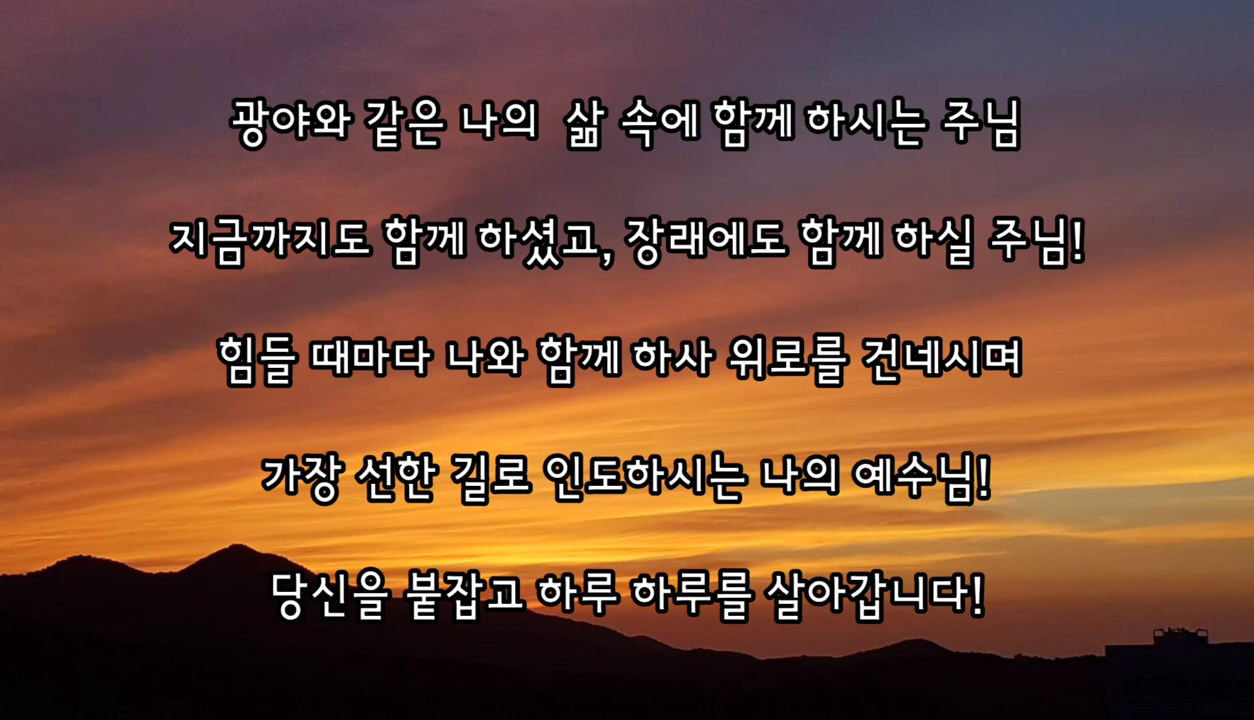 광야와 같은 나의 삶 속에 함께 하시는 주님
지금까지도 함께 하셨고, 장래에도 함께 하실 주님!
힘들 때마다 나와 함께 하사 위로를 건네시며
가장 선한 길로 인도하시는 나의 예수님!
당신을 붙잡고 하루 하루를 살아갑니다!